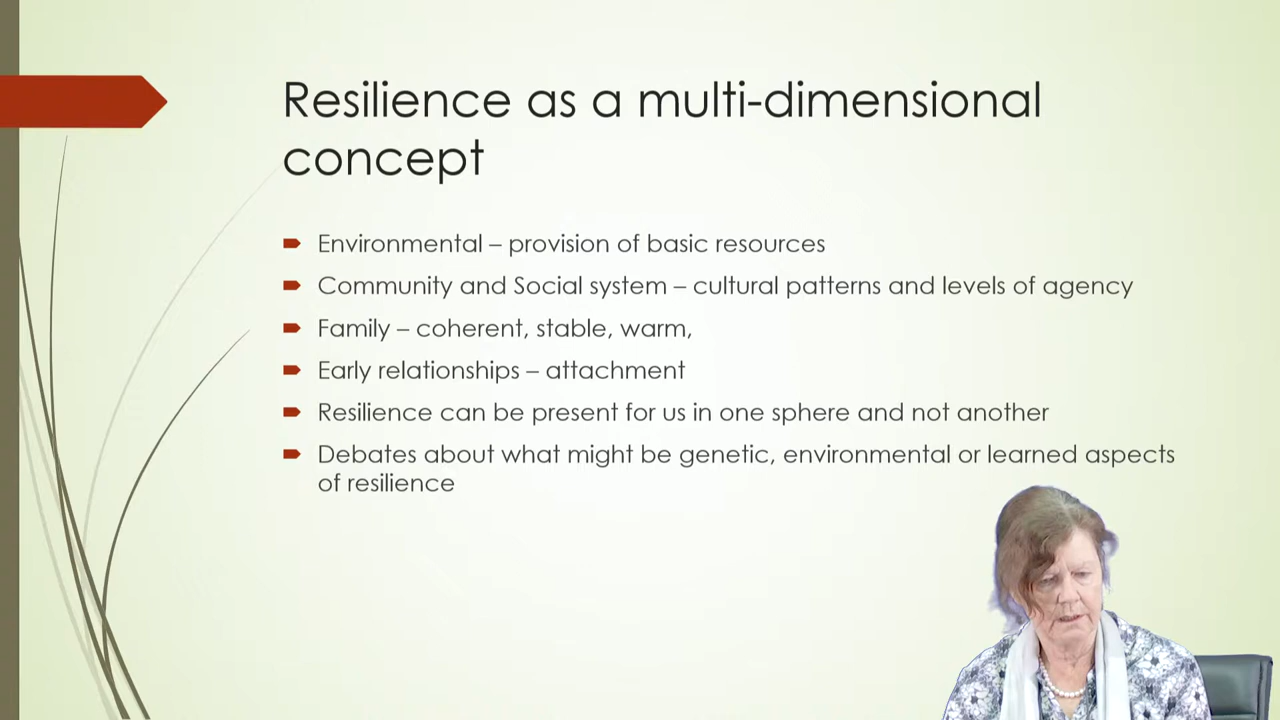 Resilience as a multi-dimensional
concept
Environmental – provision of basic resources
Community and Social system – cultural patterns and levels of agency
Family – coherent, stable, warm,
Early relationships – attachment
Resilience can be present for us in one sphere and not another
Debates about what might be genetic, environmental or learned aspects
of resilience